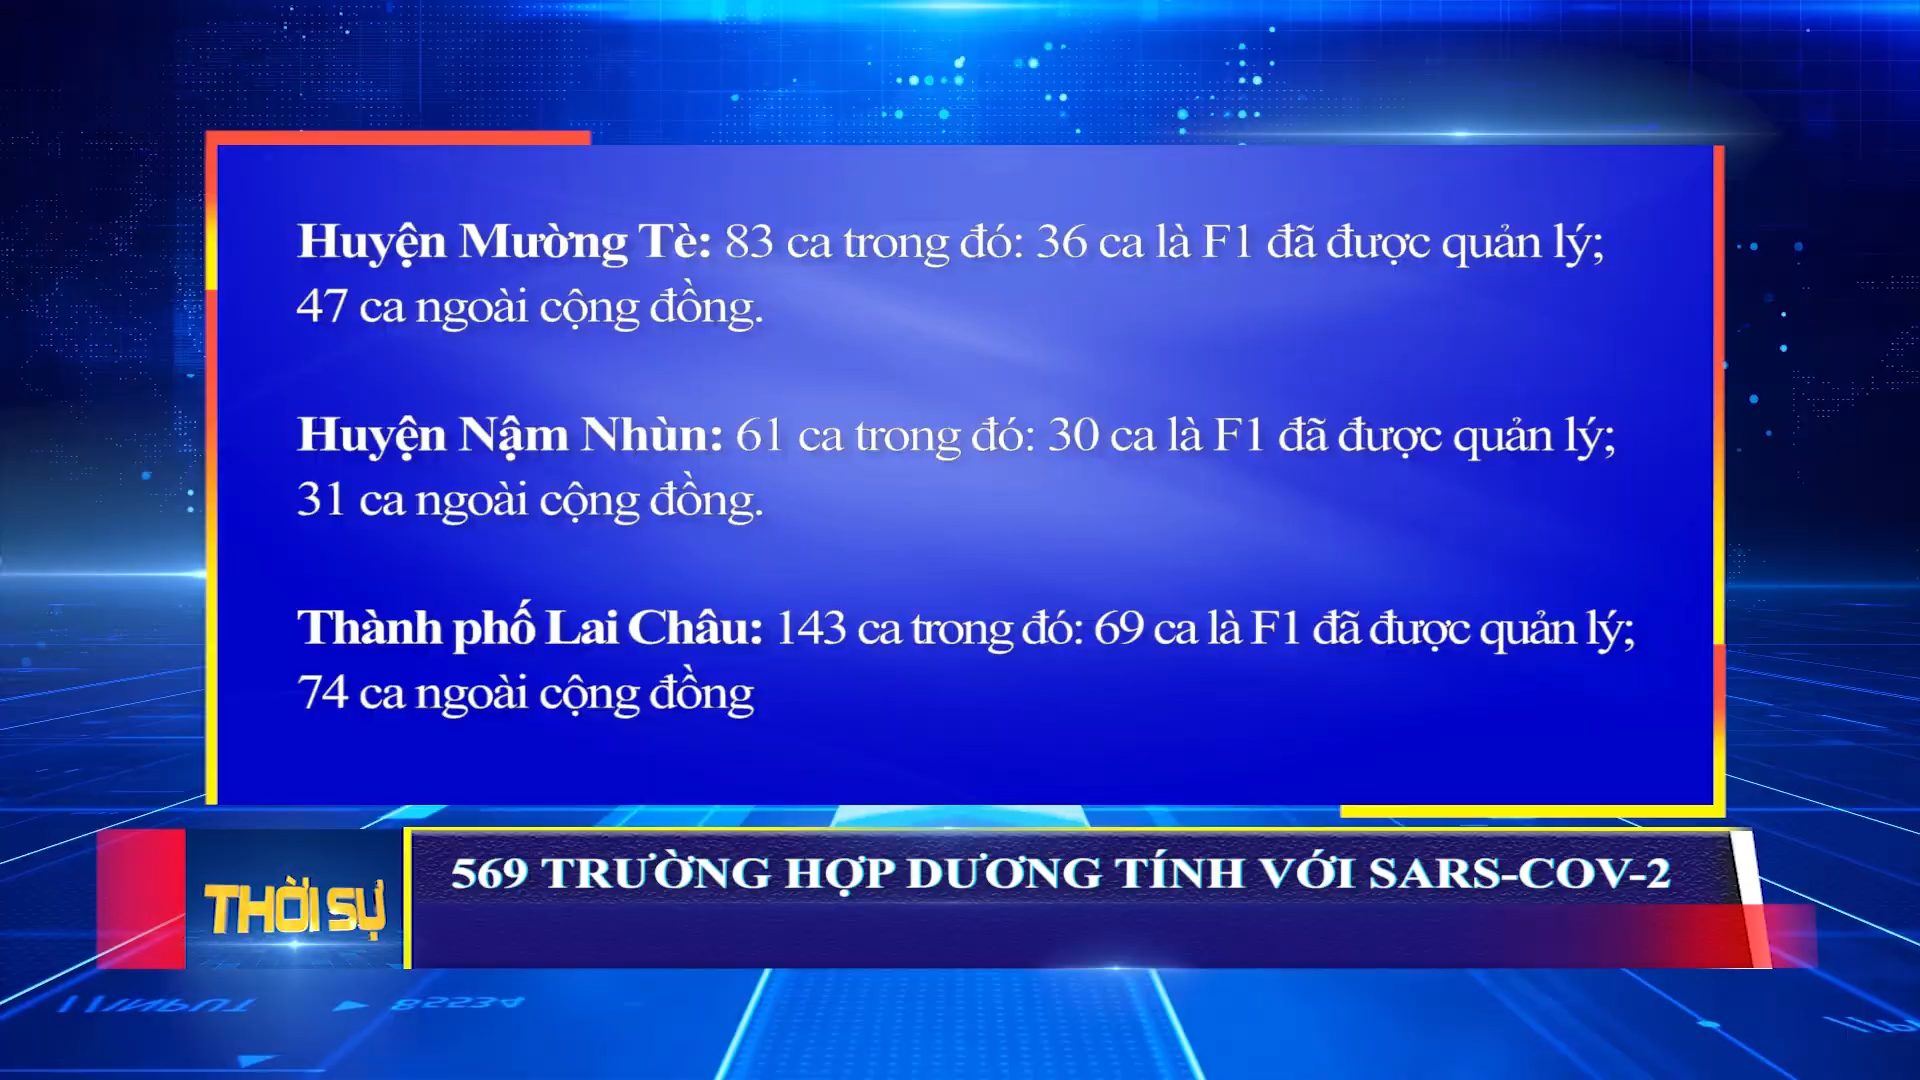 Huyện Mường Tè: 83 ca trong đó: 36 ca là F1 đã được quản lý;
47 ca ngoài cộng đồng.
Huyện Nậm Nhùn: 61 ca trong đó: 30 ca là F1 đã được quản lý;
31 ca ngoài cộng đồng.
Thành phố Lai Châu: 143 ca trong đó: 69 ca là F1 đã được quản lý;
74 ca ngoài cộng đồng
569 TRƯỜNG HỢP DƯƠNG TÍNH VỚI SARS-COV-2
THỜI SỰ